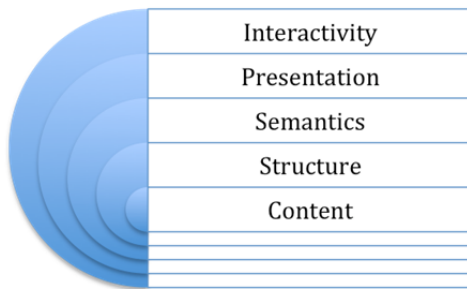 Interactivity
Presentation
Semantics
Structure
Content